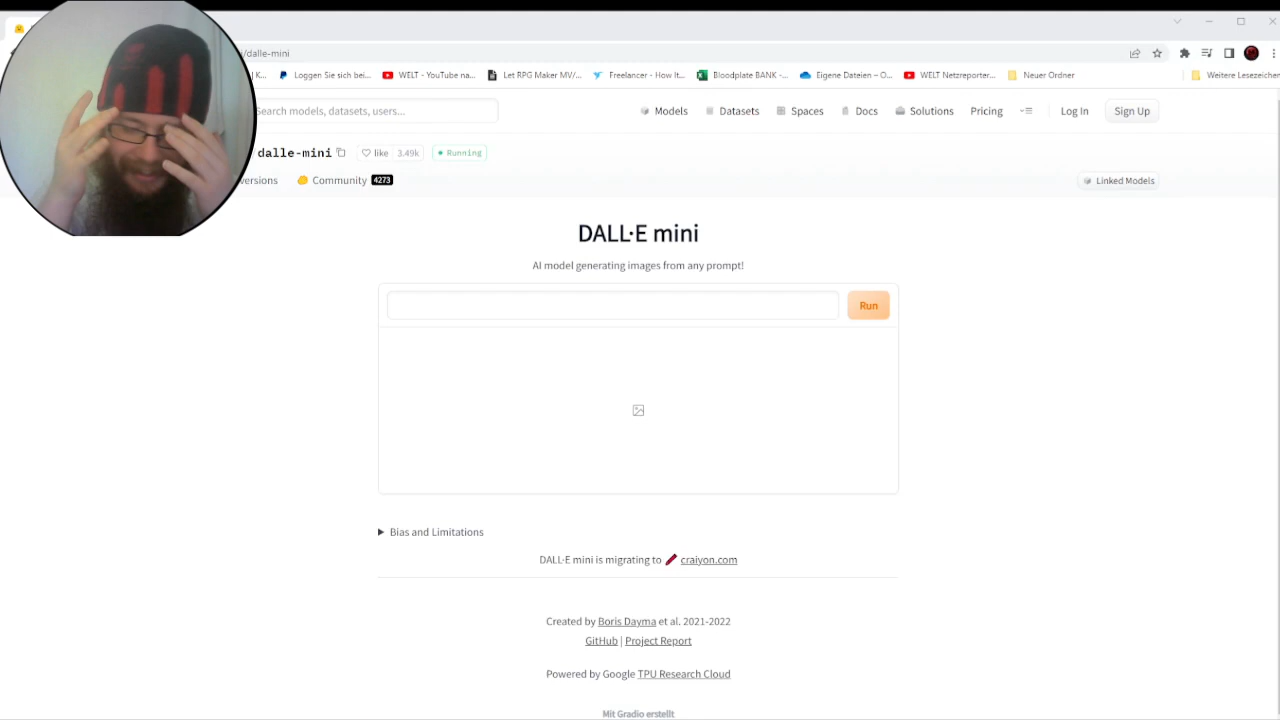 /dalle-mini
K...
Loggen Sie sich bei...
WELT - YouTube na...
Let RPG Maker MV/...
Freelancer - How It...
Bloodplate BANK -...
Eigene Dateien – O...
WELT Netzreporter...
Neuer Ordner
Weitere Lesezeichen
Search models, datasets, users...
Models
Datasets
Spaces
Docs
Solutions
Pricing
Log In
Sign Up
dalle-mini
like
3.49k
Running
versions
Community
4273
Linked Models
DALL·E mini
AI model generating images from any prompt!
Run
Bias and Limitations
DALL·E mini is migrating to craiyon.com
Created by Boris Dayma et al. 2021-2022
GitHub | Project Report
Powered by Google TPU Research Cloud
Mit Gradio erstellt